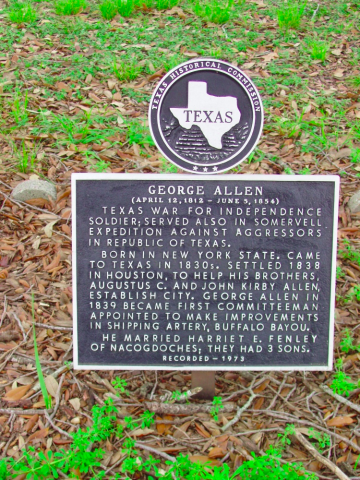 TEXAS HISTORICAL COMMISSION
TEXAS
GEORGE ALLEN
(APRIL 12, 1812 - JUNE 5, 1854)
TEXAS WAR FOR INDEPENDENCE
SOLDIER; SERVED ALSO IN SOMERVELL
EXPEDITION AGAINST AGGRESSORS
IN REPUBLIC OF TEXAS.
BORN IN NEW YORK STATE. CAME
TO TEXAS IN 1830s. SETTLED 1838
IN HOUSTON, TO HELP HIS BROTHERS,
AUGUSTUS C. AND JOHN KIRBY ALLEN,
ESTABLISH CITY. GEORGE ALLEN IN
1839 BECAME FIRST COMMITTEEMAN
APPOINTED TO MAKE IMPROVEMENTS
IN SHIPPING ARTERY, BUFFALO BAYOU.
HE MARRIED HARRIET E. FENLEY
OF NACOGDOCHES; THEY HAD 3 SONS.
RECORDED - 1973